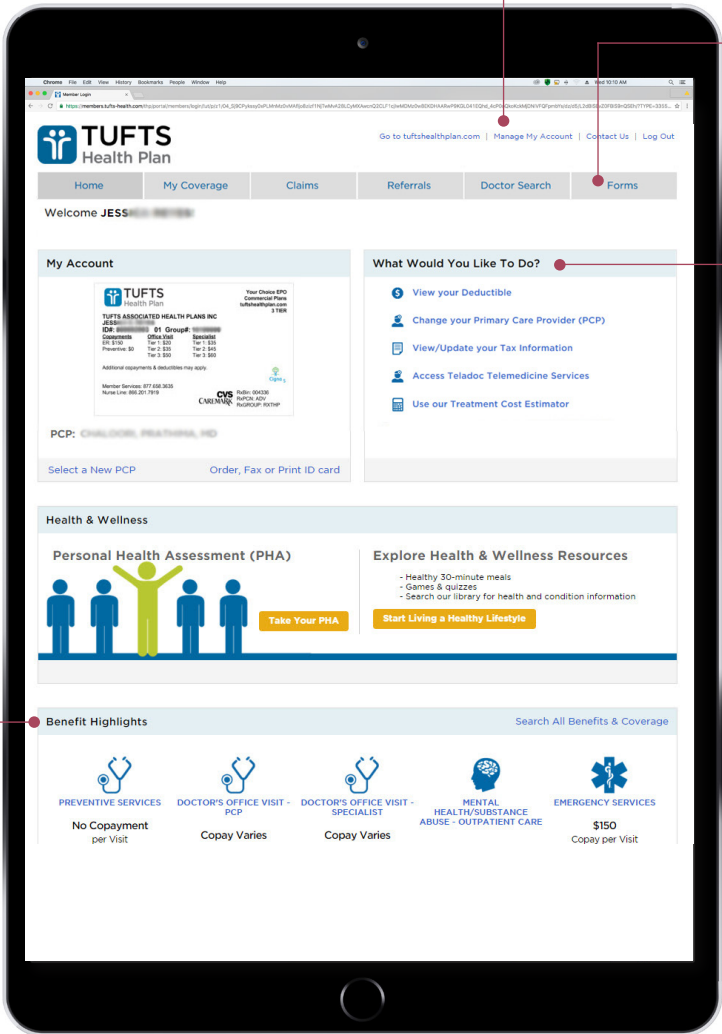 Chrome File Edit View History Bookmarks People Window Help
Wed 10:10 AM
Member Login
TUFTS
Health Plan
Go to tuftshealthplan.com | Manage My Account | Contact Us | Log Out
Home My Coverage Claims Referrals Doctor Search Forms
Welcome JESS
My Account
TUFTS
Health Plan
Your Choice EPO
Commercial Plans
tuftshealthplan.com
3 TIER
TUFTS ASSOCIATED HEALTH PLANS INC
JESS
ID#: 01 Group#:
Copayments Office Visit Specialist
ER: $150 Tier 1: $20 Tier 1: $35
Preventive: $0 Tier 2: $35 Tier 2: $45
Tier 3: $50 Tier 3: $60
Additional copayments & deductibles may apply.
Cigna
Member Services: 877.658.3635
Nurse Line: 866.201.7919
CVS
CAREMARK
RxBin: 004336
RxPCN: ADV
RxGROUP: RXTHP
PCP:
Select a New PCP Order, Fax or Print ID card
What Would You Like To Do?
View your Deductible
Change your Primary Care Provider (PCP)
View/Update your Tax Information
Access Teladoc Telemedicine Services
Use our Treatment Cost Estimator
Health & Wellness
Personal Health Assessment (PHA)
Take Your PHA
Explore Health & Wellness Resources
- Healthy 30-minute meals
- Games & quizzes
- Search our library for health and condition information
Start Living a Healthy Lifestyle
Benefit Highlights Search All Benefits & Coverage
PREVENTIVE SERVICES
No Copayment
per Visit
DOCTOR'S OFFICE VISIT -
PCP
Copay Varies
DOCTOR'S OFFICE VISIT -
SPECIALIST
Copay Varies
MENTAL
HEALTH/SUBSTANCE
ABUSE - OUTPATIENT CARE
EMERGENCY SERVICES
$150
Copay per Visit